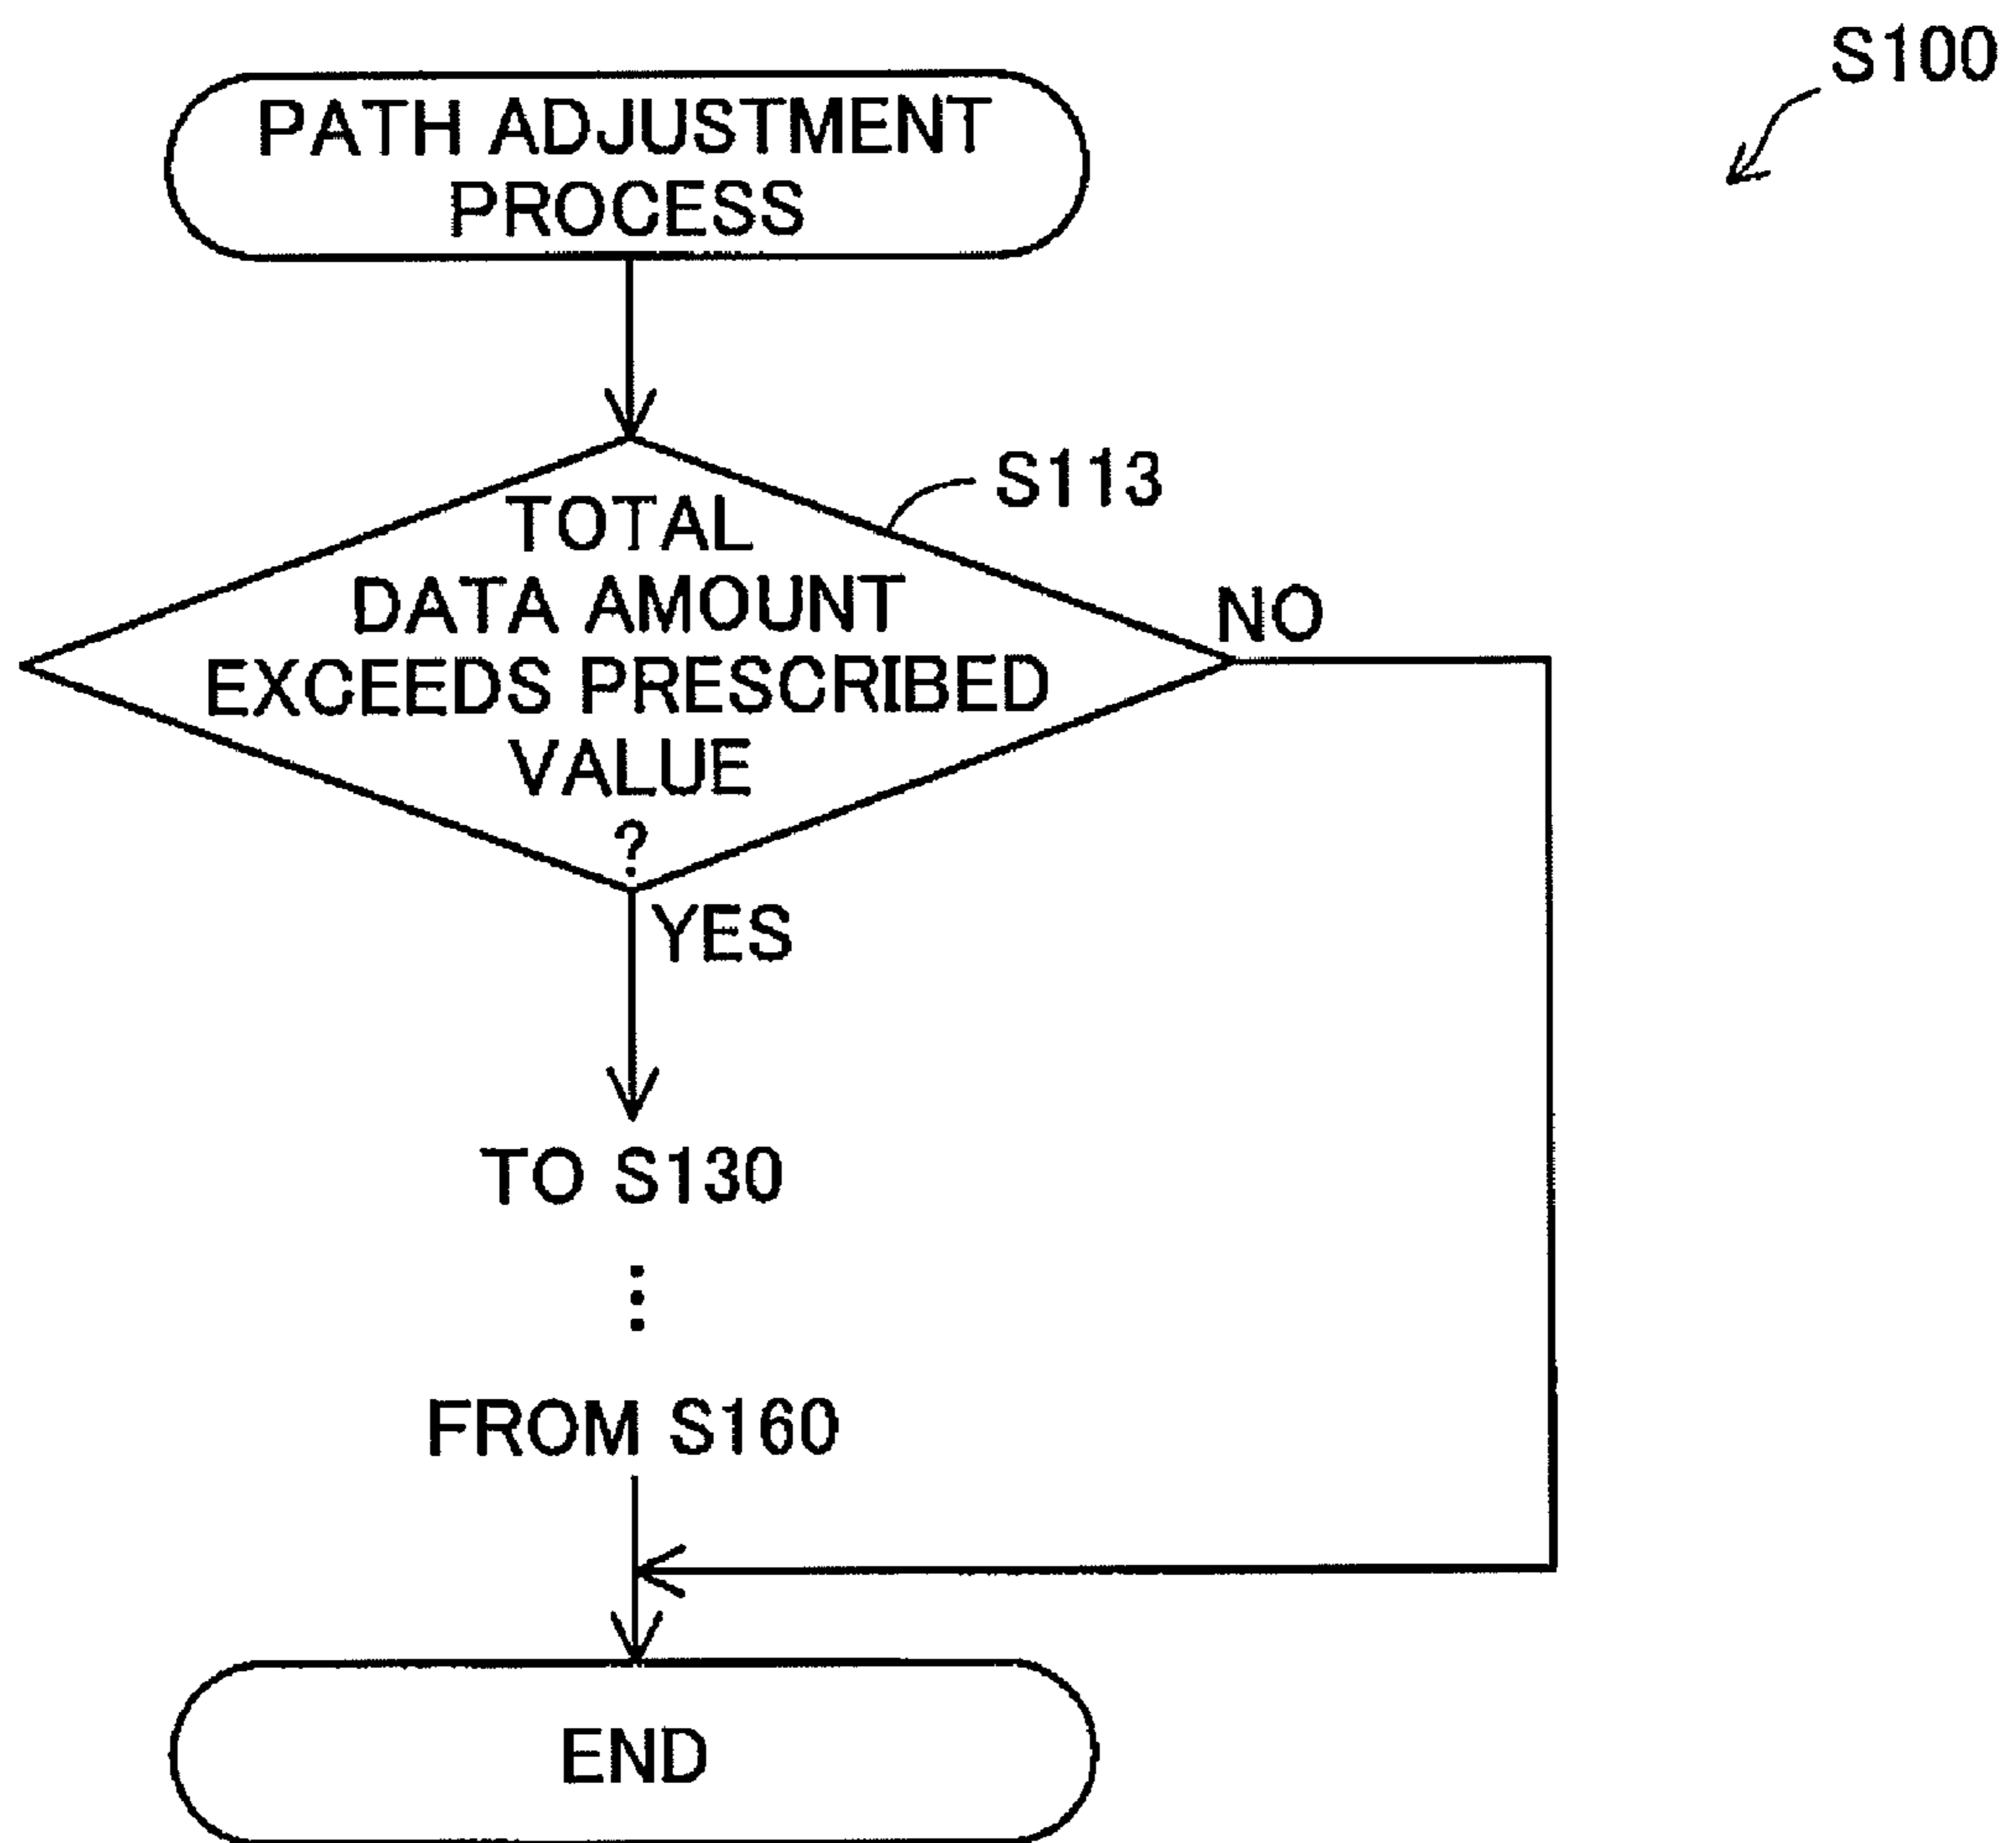 S100
PATH ADJUSTMENT
PROCESS
S113
TOTAL
DATA AMOUNT
EXCEEDS PRESCRIBED
VALUE
?
NO
YES
TO S130
FROM S160
END